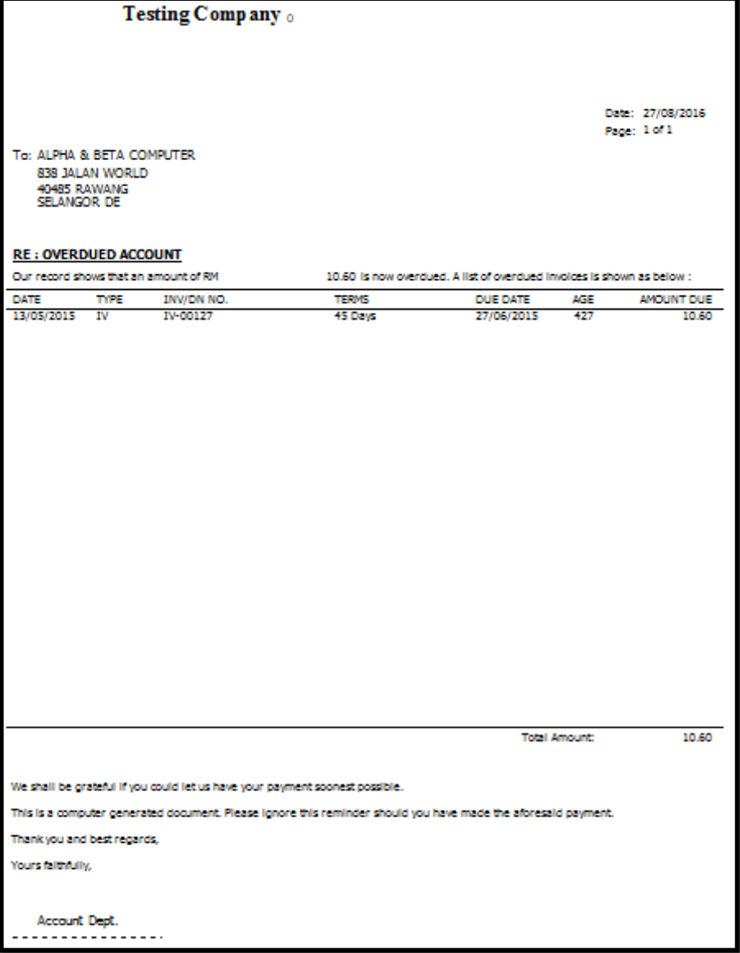 Testing Company 0
Date: 27/08/2016
Page: 1 of 1
To: ALPHA & BETA COMPUTER
838 JALAN WORLD
40485 RAWANG
SELANGOR DE
RE : OVERDUED ACCOUNT
Our record shows that an amount of RM 10.60 is now overdued. A list of overdued invoices is shown as below :
DATE TYPE INV/DN NO. TERMS DUE DATE AGE AMOUNT DUE
13/05/2015 IV IV-00127 45 Days 27/06/2015 427 10.60
Total Amount: 10.60
We shall be grateful if you could let us have your payment soonest possible.
This is a computer generated document. Please ignore this reminder should you have made the aforesaid payment.
Thank you and best regards,
Yours faithfully,
Account Dept.